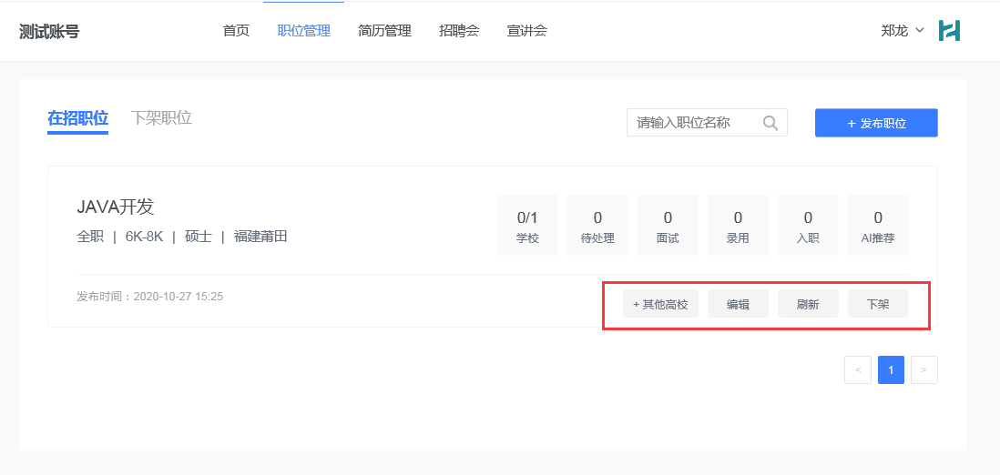 测试账号 首页 职位管理 简历管理 招聘会 宣讲会 郑龙
在招职位 下架职位 请输入职位名称 + 发布职位
JAVA开发
全职 | 6K-8K | 硕士 | 福建莆田
0/1 0 0 0 0 0
学校 待处理 面试 录用 入职 AI推荐
发布时间：2020-10-27 15:25 + 其他高校 编辑 刷新 下架
< 1 >